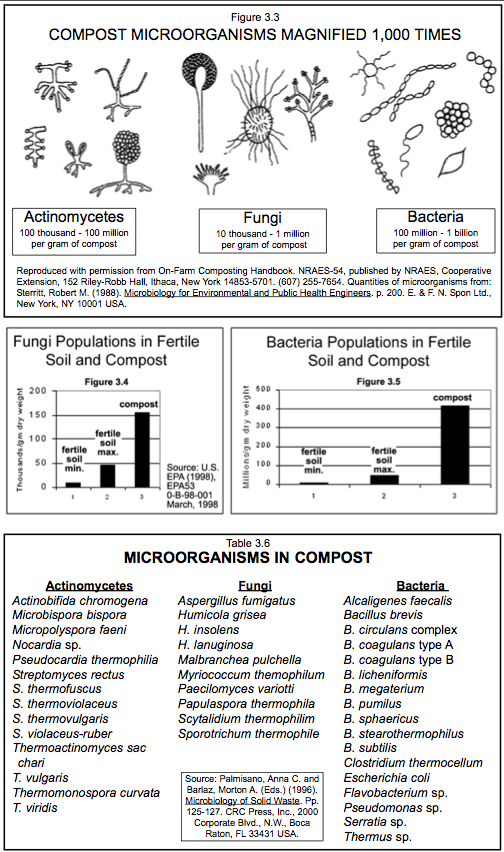 Figure 3.3
COMPOST MICROORGANISMS MAGNIFIED 1,000 TIMES
Actinomycetes
100 thousand - 100 million
per gram of compost
Fungi
10 thousand - 1 million
per gram of compost
Bacteria
100 million - 1 billion
per gram of compost
Reproduced with permission from On-Farm Composting Handbook. NRAES-54, published by NRAES, Cooperative
Extension, 152 Riley-Robb Hall, Ithaca, New York 14853-5701. (607) 255-7654. Quantities of microorganisms from;
Sterritt, Robert M. (1988). Microbiology for Environmental and Public Health Engineers. p. 200. E. & F. N. Spon Ltd.,
New York, NY 10001 USA.
Fungi Populations in Fertile
Soil and Compost
Figure 3.4
Thousands/gm dry weight
200
150
100
50
0
fertile
soil
min.
fertile
soil
max.
compost
1
2
3
Source: U.S.
EPA (1998),
EPA53
0-B-98-001
March, 1998
Bacteria Populations in Fertile
Soil and Compost
Figure 3.5
Millions/gm dry weight
500
400
300
200
100
0
fertile
soil
min.
fertile
soil
max.
compost
1
2
3
Table 3.6
MICROORGANISMS IN COMPOST
Actinomycetes
Actinobifida chromogena
Microbispora bispora
Micropolyspora faeni
Nocardia sp.
Pseudocardia thermophilia
Streptomyces rectus
S. thermofuscus
S. thermoviolaceus
S. thermovulgaris
S. violaceus-ruber
Thermoactinomyces sac
chari
T. vulgaris
Thermomonospora curvata
T. viridis
Fungi
Aspergillus fumigatus
Humicola grisea
H. insolens
H. lanuginosa
Malbranchea pulchella
Myriococcum themophilum
Paecilomyces variotti
Papulaspora thermophila
Scytalidium thermophilim
Sporotrichum thermophile
Source: Palmisano, Anna C. and
Barlaz, Morton A. (Eds.) (1996).
Microbiology of Solid Waste. Pp.
125-127. CRC Press, Inc., 2000
Corporate Blvd., N.W., Boca
Raton, FL 33431 USA.
Bacteria
Alcaligenes faecalis
Bacillus brevis
B. circulans complex
B. coagulans type A
B. coagulans type B
B. licheniformis
B. megaterium
B. pumilus
B. sphaericus
B. stearothermophilus
B. subtilis
Clostridium thermocellum
Escherichia coli
Flavobacterium sp.
Pseudomonas sp.
Serratia sp.
Thermus sp.